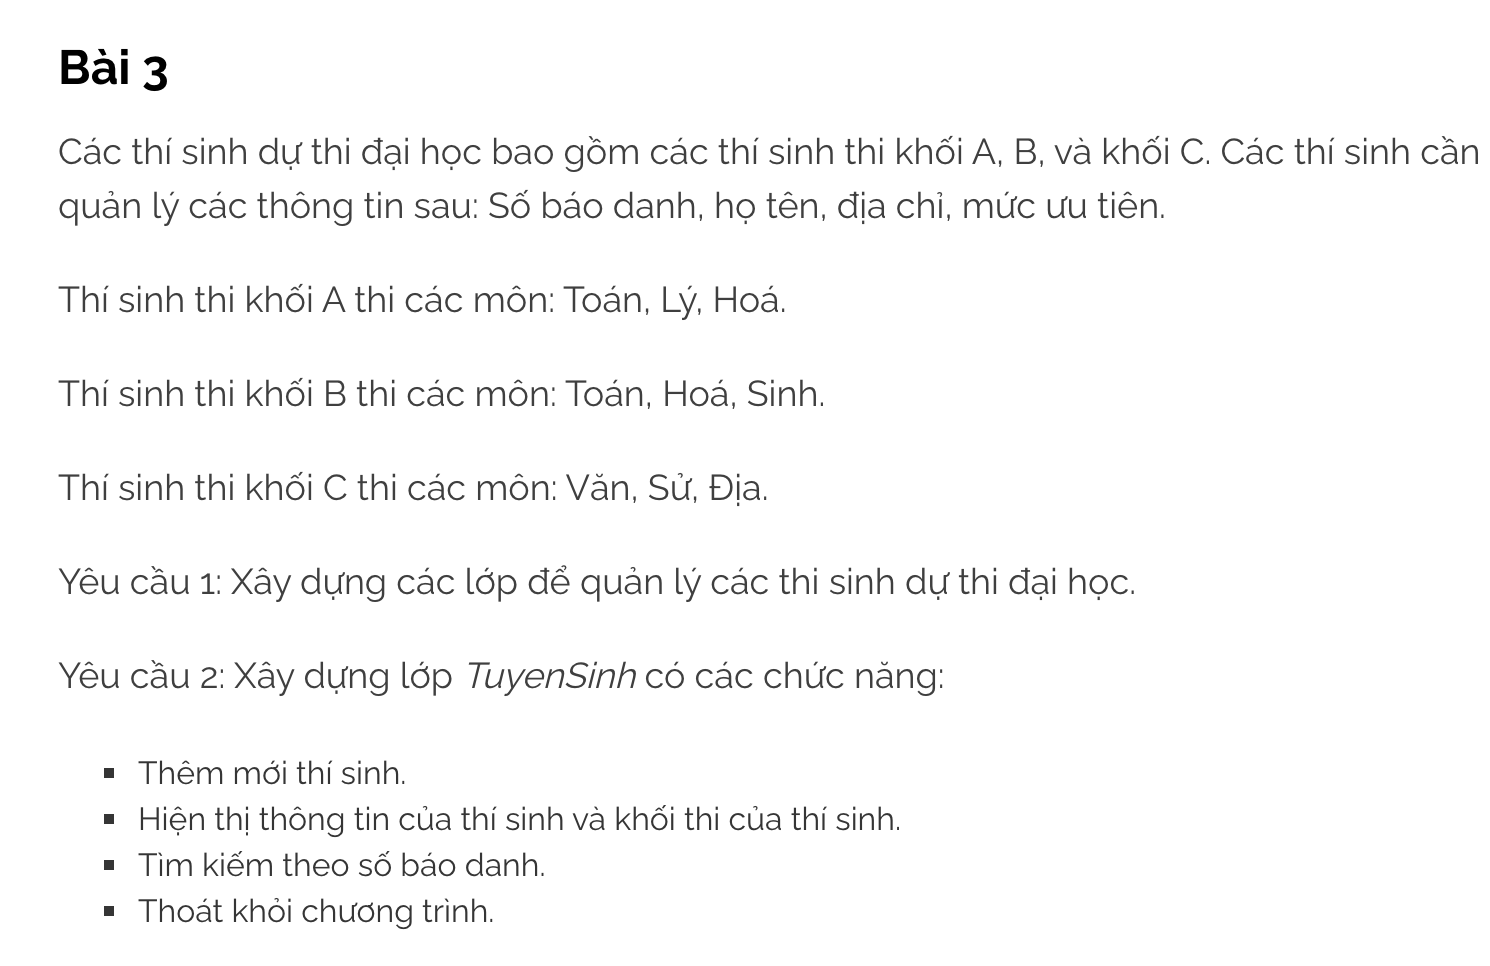 Bài 3
Các thí sinh dự thi đại học bao gồm các thí sinh thi khối A, B, và khối C. Các thí sinh cần
quản lý các thông tin sau: Số báo danh, họ tên, địa chỉ, mức ưu tiên.
Thí sinh thi khối A thi các môn: Toán, Lý, Hoá.
Thí sinh thi khối B thi các môn: Toán, Hoá, Sinh.
Thí sinh thi khối C thi các môn: Văn, Sử, Địa.
Yêu cầu 1: Xây dựng các lớp để quản lý các thi sinh dự thi đại học.
Yêu cầu 2: Xây dựng lớp TuyenSinh có các chức năng:
▪ Thêm mới thí sinh.
▪ Hiện thị thông tin của thí sinh và khối thi của thí sinh.
▪ Tìm kiếm theo số báo danh.
▪ Thoát khỏi chương trình.